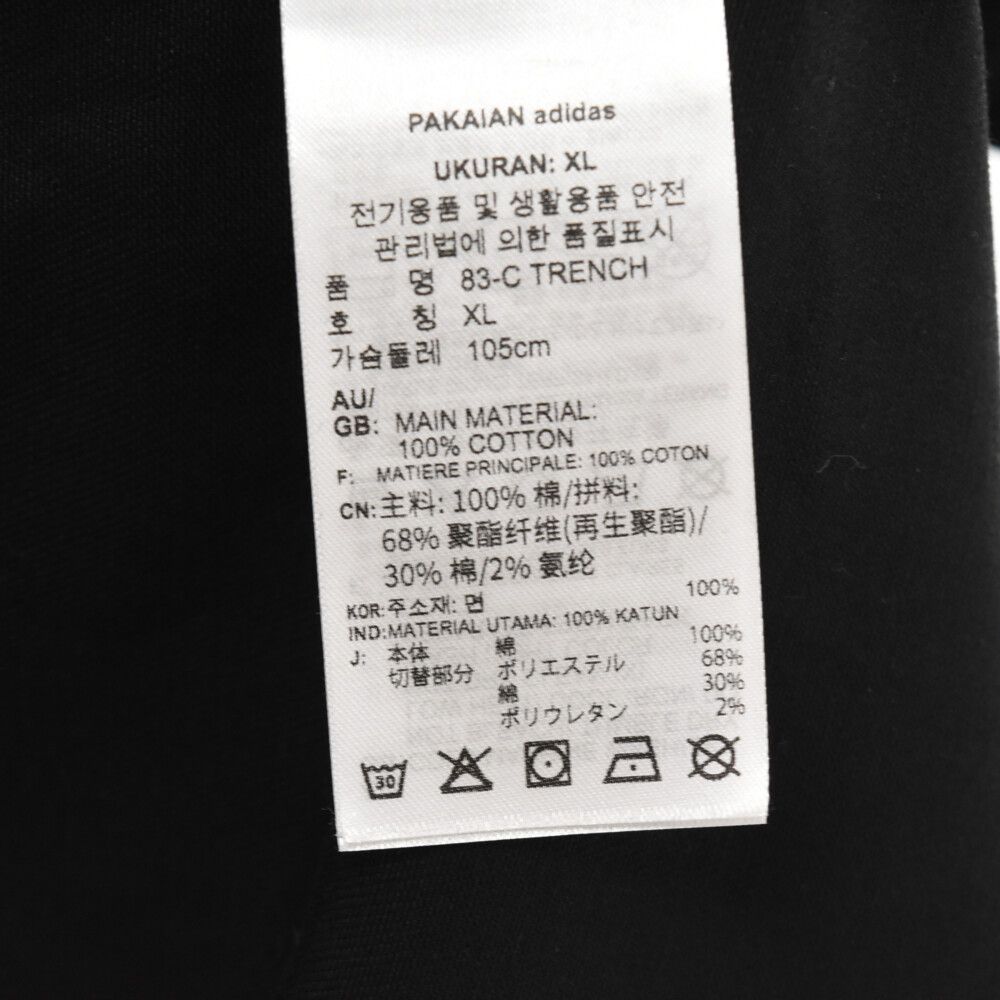 PAKAIAN adidas
UKURAN: XL
전기용품 및 생활용품 안전
관리법에 의한 품질표시
품 명 83-C TRENCH
호 칭 XL
가슴둘레 105cm
AU/
GB: MAIN MATERIAL:
100% COTTON
F: MATIERE PRINCIPALE: 100% COTON
CN: 主料: 100% 棉/拼料:
68% 聚酯纤维(再生聚酯)/
30% 棉/2% 氨纶
KOR: 주소재: 면 100%
IND: MATERIAL UTAMA: 100% KATUN
J: 本体 綿 100%
切替部分 ポリエステル 68%
綿 30%
ポリウレタン 2%
30